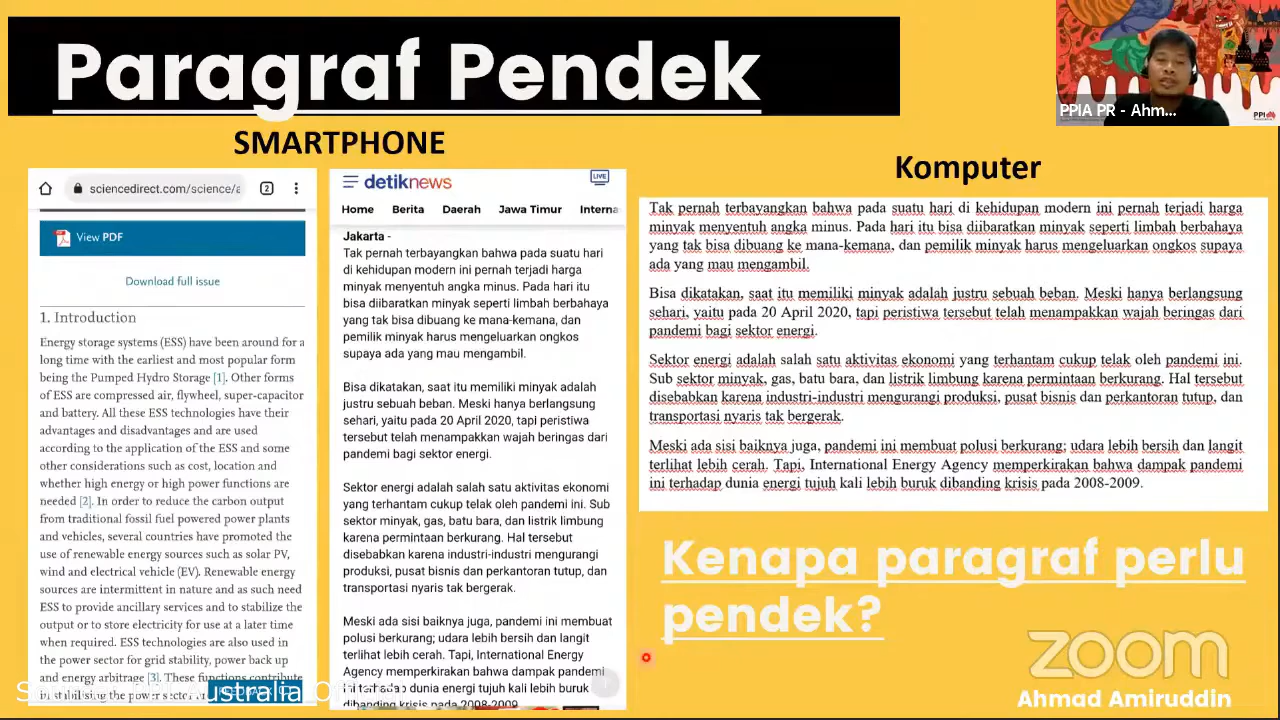 Paragraf Pendek
PPIA PR - Ahm...
PPI
SMARTPHONE
Komputer
sciencedirect.com/science/a
2
View PDF
Download full issue
1. Introduction
Energy storage systems (ESS) have been around for a
long time with the earliest and most popular form
being the Pumped Hydro Storage [1]. Other forms
of ESS are compressed air, flywheel, super-capacitor
and battery. All these ESS technologies have their
advantages and disadvantages and are used
according to the application of the ESS and some
other considerations such as cost, location and
whether high energy or high power functions are
needed [2]. In order to reduce the carbon output
from traditional fossil fuel powered power plants
and vehicles, several countries have promoted the
use of renewable energy sources such as solar PV,
wind and electrical vehicle (EV). Renewable energy
sources are intermittent in nature and as such need
ESS to provide ancillary services and to stabilize the
output or to store electricity for use at a later time
when required. ESS technologies are also used in
the power sector for grid stability, power back up
and energy arbitrage [3]. These functions contribute
in stabilising the power sector or
Australia
detiknews
LIVE
Home Berita Daerah Jawa Timur Interna
Jakarta -
Tak pernah terbayangkan bahwa pada suatu hari
di kehidupan modern ini pernah terjadi harga
minyak menyentuh angka minus. Pada hari itu
bisa diibaratkan minyak seperti limbah berbahaya
yang tak bisa dibuang ke mana-kemana, dan
pemilik minyak harus mengeluarkan ongkos
supaya ada yang mau mengambil.
Bisa dikatakan, saat itu memiliki minyak adalah
justru sebuah beban. Meski hanya berlangsung
sehari, yaitu pada 20 April 2020, tapi peristiwa
tersebut telah menampakkan wajah beringas dari
pandemi bagi sektor energi.
Sektor energi adalah salah satu aktivitas ekonomi
yang terhantam cukup telak oleh pandemi ini. Sub
sektor minyak, gas, batu bara, dan listrik limbung
karena permintaan berkurang. Hal tersebut
disebabkan karena industri-industri mengurangi
produksi, pusat bisnis dan perkantoran tutup, dan
transportasi nyaris tak bergerak.
Meski ada sisi baiknya juga, pandemi ini membuat
polusi berkurang; udara lebih bersih dan langit
terlihat lebih cerah. Tapi, International Energy
Agency memperkirakan bahwa dampak pandemi
ini terhadap dunia energi tujuh kali lebih buruk
dibanding krisis pada 2008-2009.
Tak pernah terbayangkan bahwa pada suatu hari di kehidupan modern ini pernah terjadi harga
minyak menyentuh angka minus. Pada hari itu bisa diibaratkan minyak seperti limbah berbahaya
yang tak bisa dibuang ke mana-kemana, dan pemilik minyak harus mengeluarkan ongkos supaya
ada yang mau mengambil.
Bisa dikatakan, saat itu memiliki minyak adalah justru sebuah beban. Meski hanya berlangsung
sehari, yaitu pada 20 April 2020, tapi peristiwa tersebut telah menampakkan wajah beringas dari
pandemi bagi sektor energi.
Sektor energi adalah salah satu aktivitas ekonomi yang terhantam cukup telak oleh pandemi ini.
Sub sektor minyak, gas, batu bara, dan listrik limbung karena permintaan berkurang. Hal tersebut
disebabkan karena industri-industri mengurangi produksi, pusat bisnis dan perkantoran tutup, dan
transportasi nyaris tak bergerak.
Meski ada sisi baiknya juga, pandemi ini membuat polusi berkurang; udara lebih bersih dan langit
terlihat lebih cerah. Tapi, International Energy Agency memperkirakan bahwa dampak pandemi
ini terhadap dunia energi tujuh kali lebih buruk dibanding krisis pada 2008-2009.
Kenapa paragraf perlu
pendek?
zoom
Ahmad Amiruddin